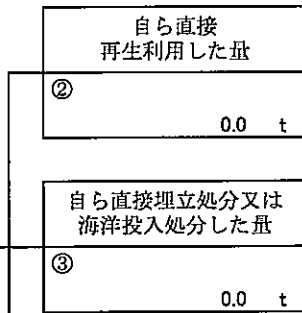 自ら直接
再生利用した量
②
0.0 t
自ら直接埋立処分又は
海洋投入処分した量
③
0.0 t